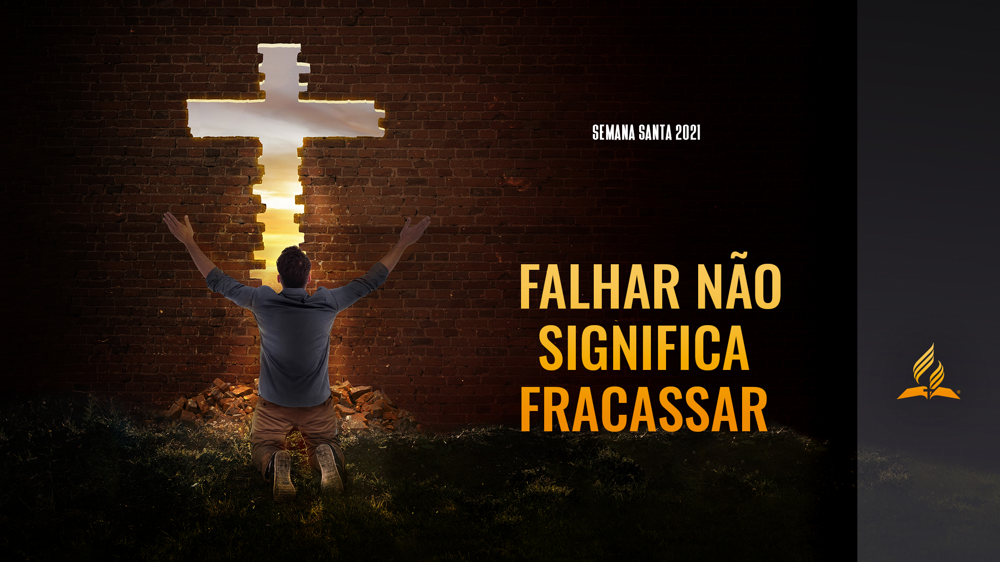 SEMANA SANTA 2021
FALHAR NÃO
SIGNIFICA
FRACASSAR
®